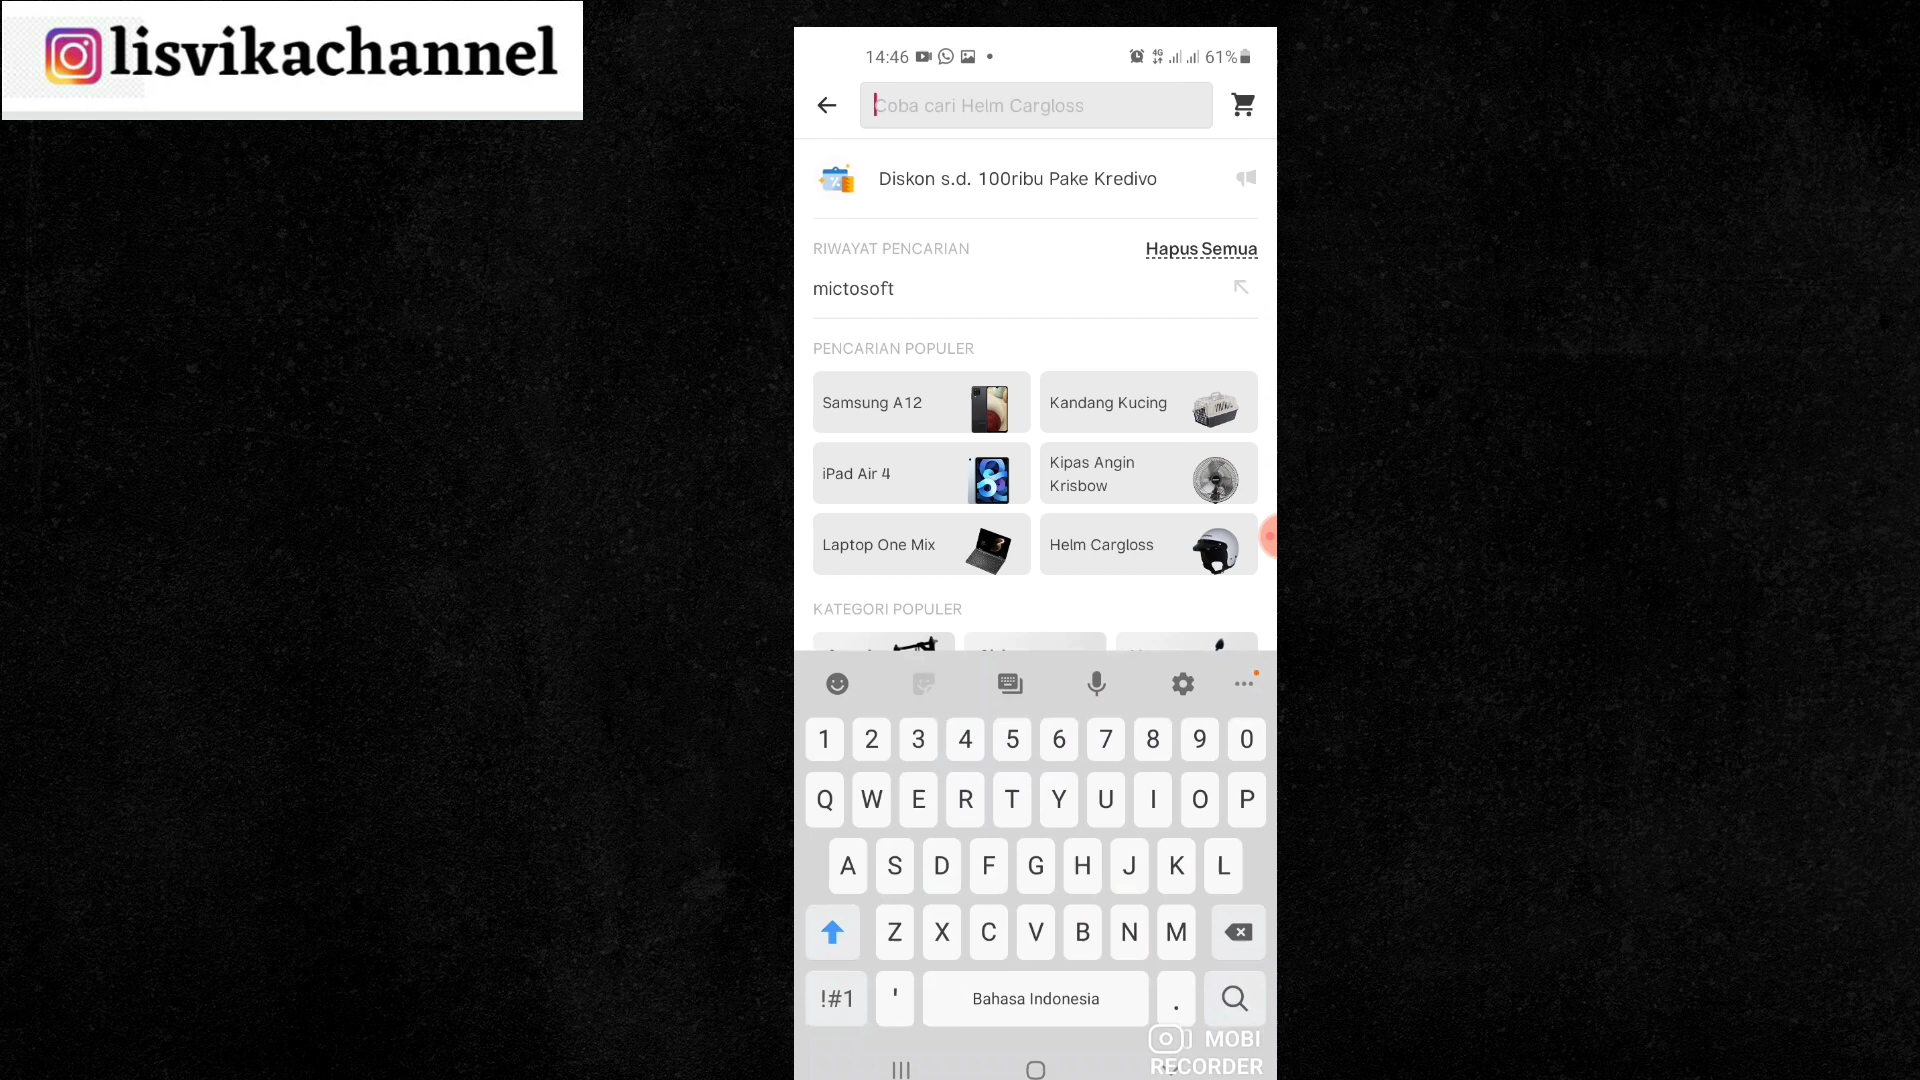 lisvikachannel
14:46 4G 61%
Coba cari Helm Cargloss
Diskon s.d. 100ribu Pake Kredivo
RIWAYAT PENCARIAN Hapus Semua
mictosoft
PENCARIAN POPULER
Samsung A12
Kandang Kucing
iPad Air 4
Kipas Angin
Krisbow
Laptop One Mix
Helm Cargloss
KATEGORI POPULER
1 2 3 4 5 6 7 8 9 0
Q W E R T Y U I O P
A S D F G H J K L
Z X C V B N M
!#1 ' Bahasa Indonesia .
MOBI
RECORDER